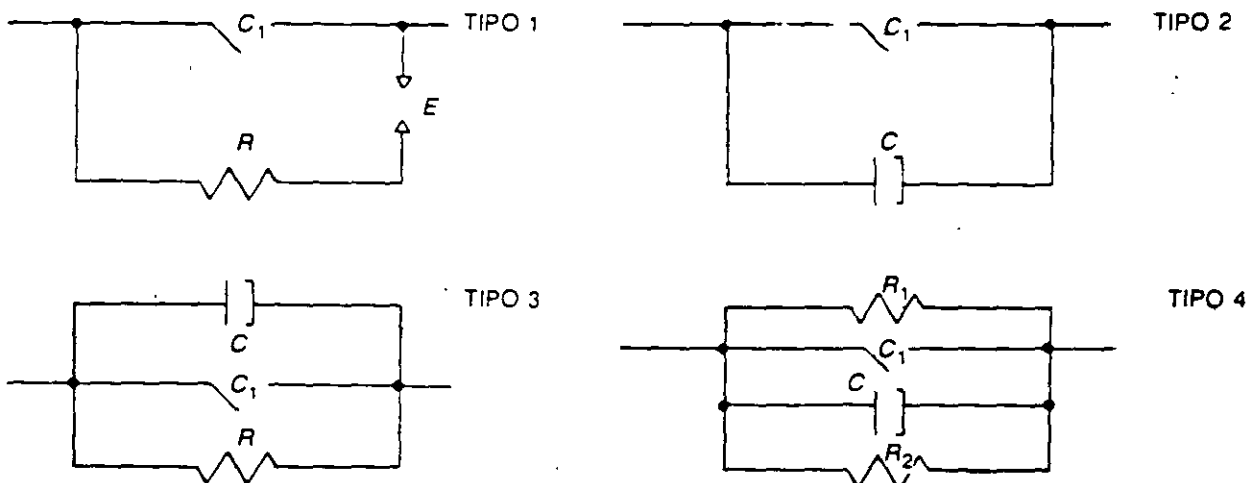 C₁ TIPO 1
E
R
C₁ TIPO 2
C
C TIPO 3
C₁
R
R₁ TIPO 4
C₁
C
R₂